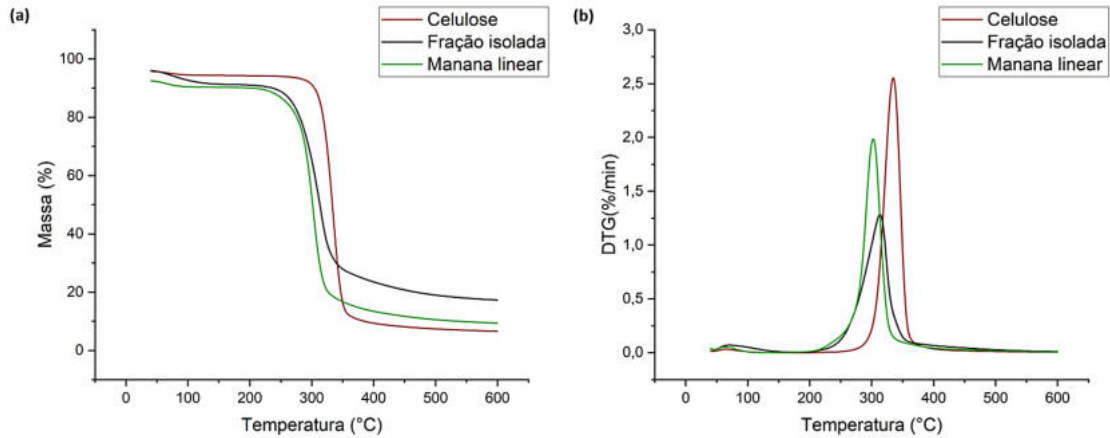 (a)
Celulose
Fração isolada
Manana linear
100
80
60
40
20
0
Massa (%)
0 100 200 300 400 500 600
Temperatura (°C)
(b)
Celulose
Fração isolada
Manana linear
3,0
2,5
2,0
1,5
1,0
0,5
0,0
DTG(%/min)
0 100 200 300 400 500 600
Temperatura (°C)